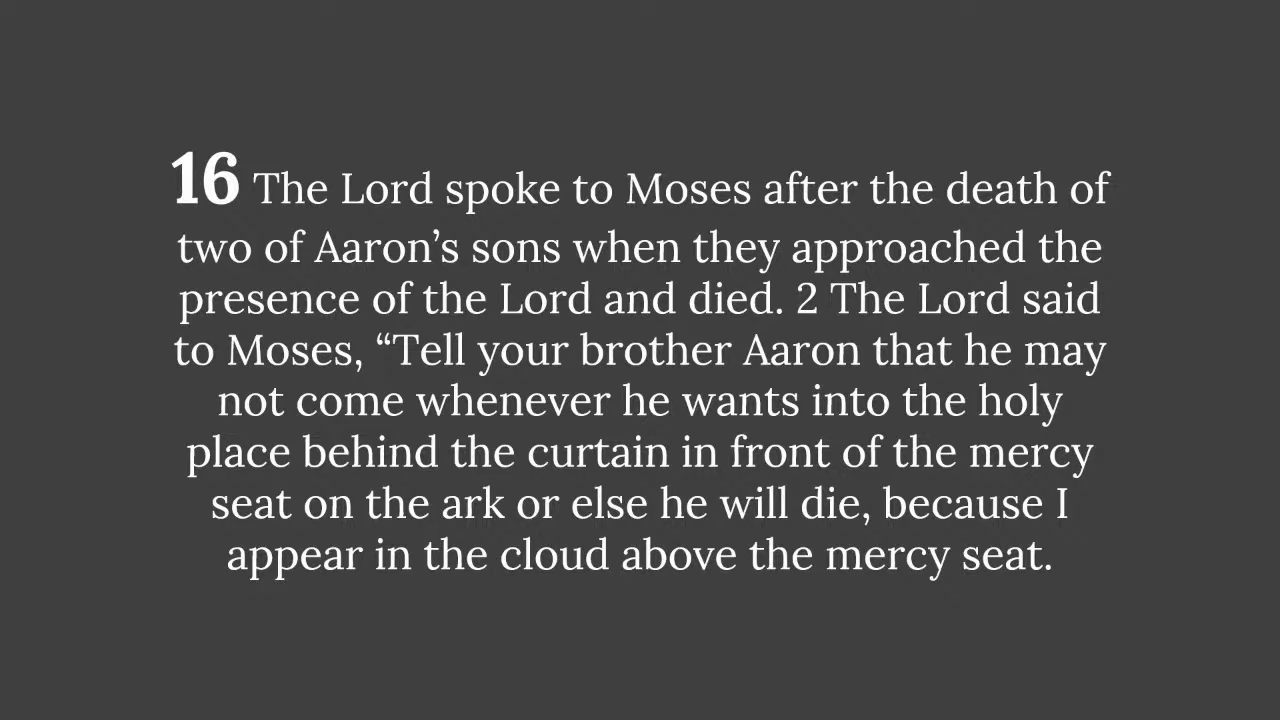 16 The Lord spoke to Moses after the death of
two of Aaron’s sons when they approached the
presence of the Lord and died. 2 The Lord said
to Moses, “Tell your brother Aaron that he may
not come whenever he wants into the holy
place behind the curtain in front of the mercy
seat on the ark or else he will die, because I
appear in the cloud above the mercy seat.